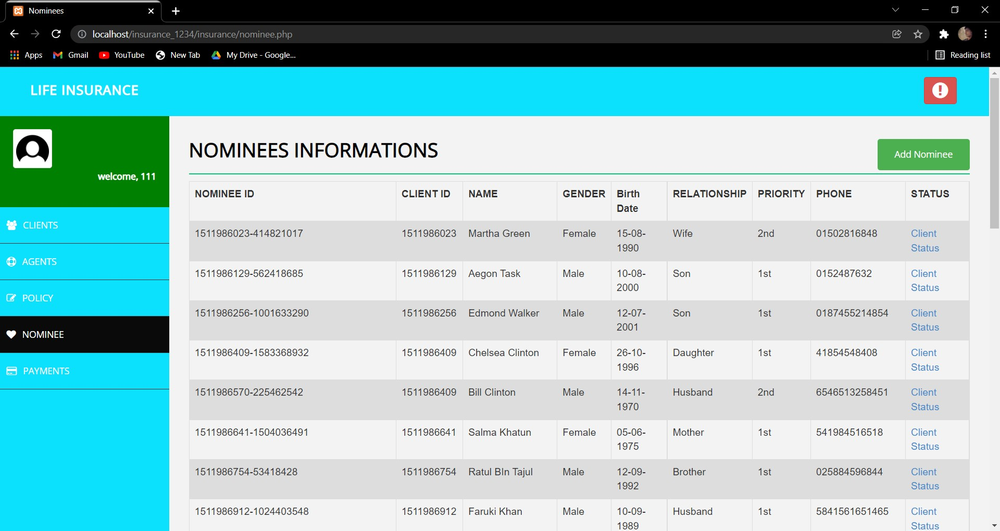 Nominees
localhost/insurance_1234/insurance/nominee.php
Apps Gmail YouTube New Tab My Drive - Google... Reading list
LIFE INSURANCE
welcome, 111
CLIENTS
AGENTS
POLICY
NOMINEE
PAYMENTS
NOMINEES INFORMATIONS
Add Nominee
NOMINEE ID CLIENT ID NAME GENDER Birth RELATIONSHIP PRIORITY PHONE STATUS
Date
1511986023-414821017 1511986023 Martha Green Female 15-08- Wife 2nd 01502816848 Client
1990 Status
1511986129-562418685 1511986129 Aegon Task Male 10-08- Son 1st 0152487632 Client
2000 Status
1511986256-1001633290 1511986256 Edmond Walker Male 12-07- Son 1st 0187455214854 Client
2001 Status
1511986409-1583368932 1511986409 Chelsea Clinton Female 26-10- Daughter 1st 41854548408 Client
1996 Status
1511986570-225462542 1511986409 Bill Clinton Male 14-11- Husband 2nd 6546513258451 Client
1970 Status
1511986641-1504036491 1511986641 Salma Khatun Female 05-06- Mother 1st 541984516518 Client
1975 Status
1511986754-53418428 1511986754 Ratul BIn Tajul Male 12-09- Brother 1st 025884596844 Client
1992 Status
1511986912-1024403548 1511986912 Faruki Khan Male 10-09- Husband 1st 5841561651465 Client
1989 Status